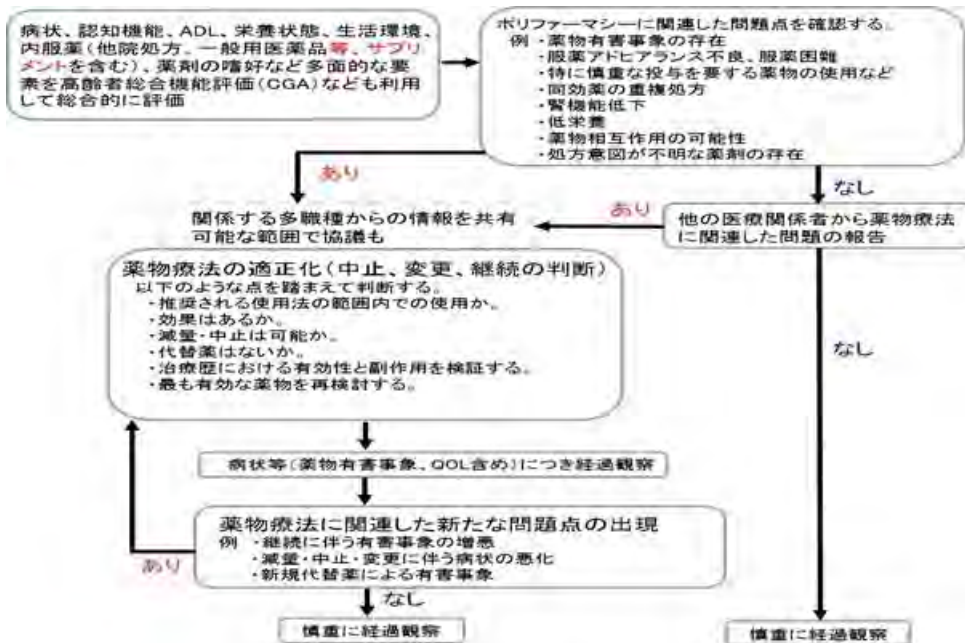 病状、認知機能、ADL、栄養状態、生活環境、
内服薬(他院処方、一般用医薬品等、サプリ
メントを含む)、薬剤の嗜好など多面的な要
素を高齢者総合機能評価(CGA)なども利用
して総合的に評価
ポリファーマシーに関連した問題点を確認する。
例 ・薬物有害事象の存在
・服薬アドヒアランス不良、服薬困難
・特に慎重な投与を要する薬物の使用など
・同効薬の重複処方
・腎機能低下
・低栄養
・薬物相互作用の可能性
・処方意図が不明な薬剤の存在
あり
なし
関係する多職種からの情報を共有
可能な範囲で協議も
あり
他の医療関係者から薬物療法
に関連した問題の報告
薬物療法の適正化(中止、変更、継続の判断)
以下のような点を踏まえて判断する。
・推奨される使用法の範囲内での使用か。
・効果はあるか。
・減量・中止は可能か。
・代替薬はないか。
・治療歴における有効性と副作用を検証する。
・最も有効な薬物を再検討する。
なし
病状等(薬物有害事象、QOL含め)につき経過観察
薬物療法に関連した新たな問題点の出現
例 ・継続に伴う有害事象の増悪
・減量・中止・変更に伴う病状の悪化
・新規代替薬による有害事象
あり
なし
慎重に経過観察
慎重に経過観察